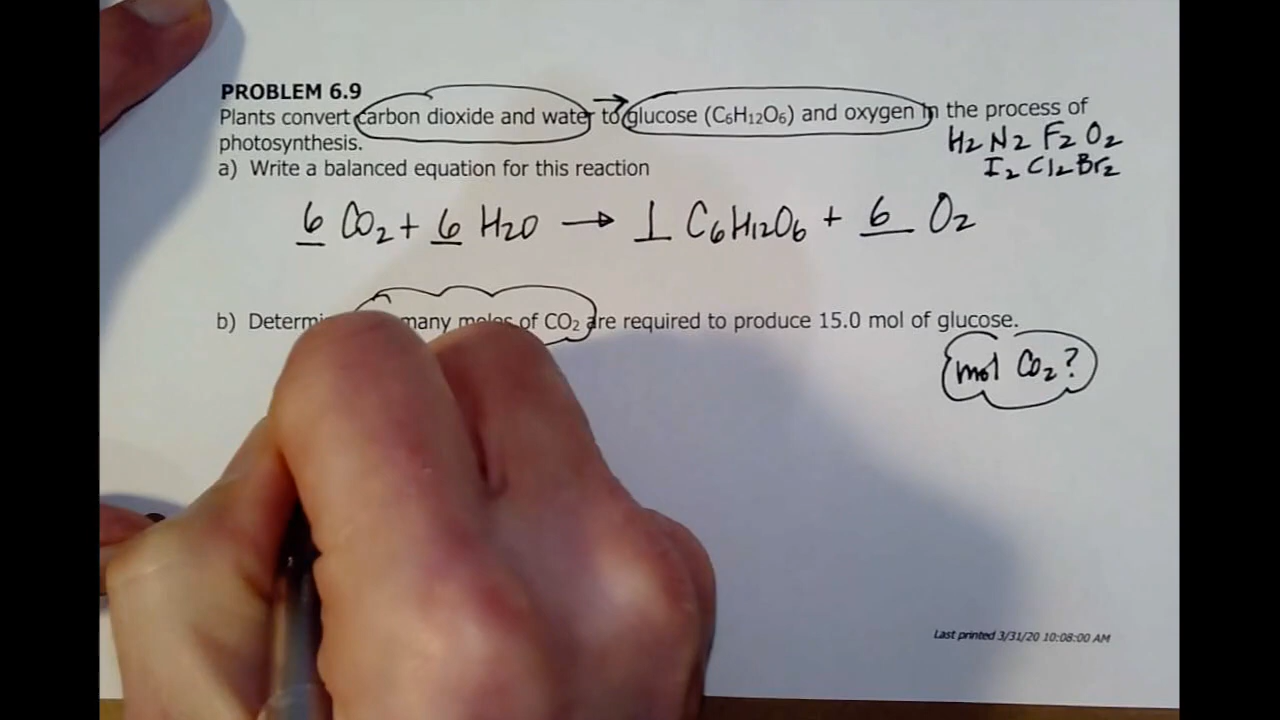 PROBLEM 6.9
Plants convert carbon dioxide and water to glucose (C₆H₁₂O₆) and oxygen in the process of
photosynthesis.
H₂ N₂ F₂ O₂
I₂ Cl₂ Br₂
a) Write a balanced equation for this reaction
6 CO₂ + 6 H₂O → 1 C₆H₁₂O₆ + 6 O₂
b) many moles of CO₂ are required to produce 15.0 mol of glucose.
mol CO₂?
Last printed 3/31/20 10:08:00 AM